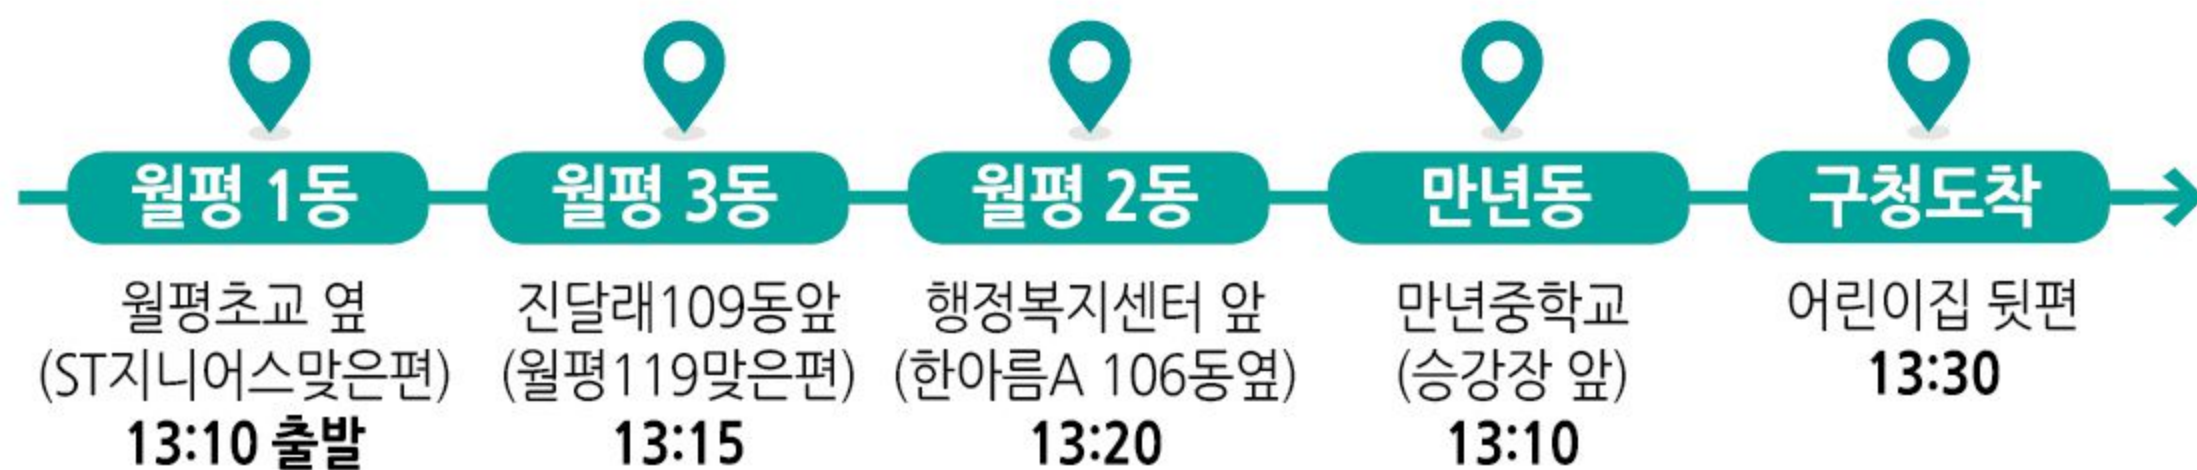 월평 1동
월평초교 옆
(ST지니어스맞은편)
13:10 출발
월평 3동
진달래109동앞
(월평119맞은편)
13:15
월평 2동
행정복지센터 앞
(한아름A 106동옆)
13:20
만년동
만년중학교
(승강장 앞)
13:10
구청도착
어린이집 뒷편
13:30